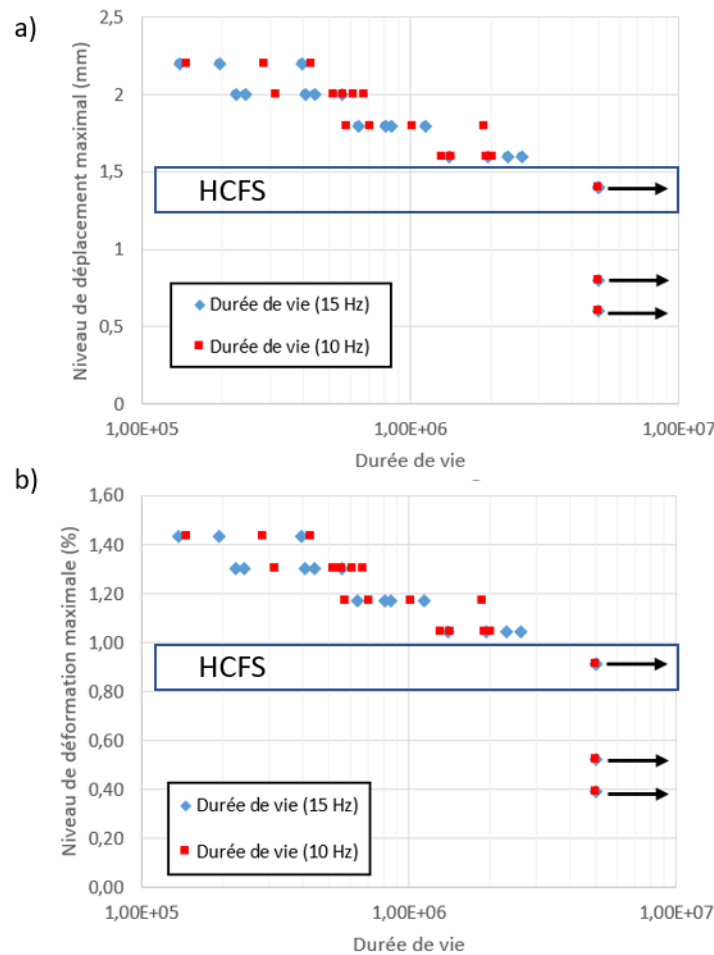 a)
Niveau de déplacement maximal (mm)
2,5
2
1,5
1
0,5
0
HCFS
Durée de vie (15 Hz)
Durée de vie (10 Hz)
1,00E+05
1,00E+06
1,00E+07
Durée de vie
b)
Niveau de déformation maximale (%)
1,60
1,40
1,20
1,00
0,80
0,60
0,40
0,20
0,00
HCFS
Durée de vie (15 Hz)
Durée de vie (10 Hz)
1,00E+05
1,00E+06
1,00E+07
Durée de vie